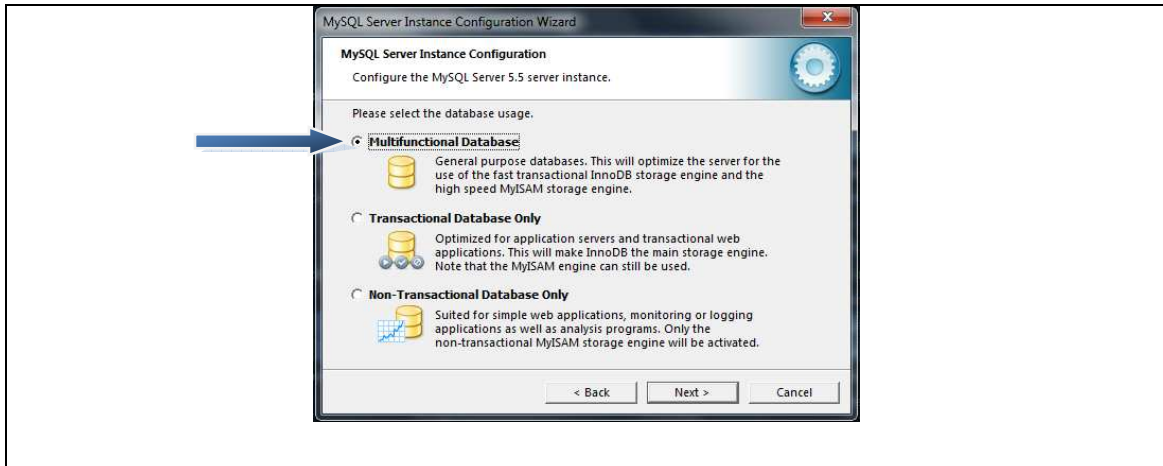 MySQL Server Instance Configuration Wizard
MySQL Server Instance Configuration
Configure the MySQL Server 5.5 server instance.
Please select the database usage.
Multifunctional Database
General purpose databases. This will optimize the server for the
use of the fast transactional InnoDB storage engine and the
high speed MyISAM storage engine.
Transactional Database Only
Optimized for application servers and transactional web
applications. This will make InnoDB the main storage engine.
Note that the MyISAM engine can still be used.
Non-Transactional Database Only
Suited for simple web applications, monitoring or logging
applications as well as analysis programs. Only the
non-transactional MyISAM storage engine will be activated.
< Back Next > Cancel